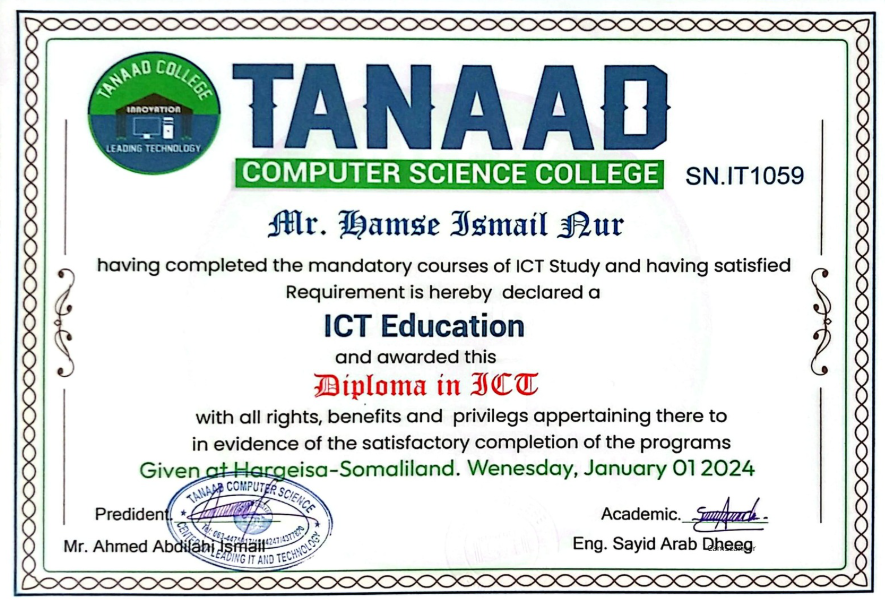 TANAAD COLLEGE
INNOVATION
LEADING TECHNOLOGY
TANAAD
COMPUTER SCIENCE COLLEGE
SN.IT1059
Mr. Hamse Ismail Nur
having completed the mandatory courses of ICT Study and having satisfied
Requirement is hereby declared a
ICT Education
and awarded this
Diploma in ICT
with all rights, benefits and privilegs appertaining there to
in evidence of the satisfactory completion of the programs
Given at Hargeisa-Somaliland. Wenesday, January 01 2024
TANAAD COMPUTER SCIENCE
LEADING IT AND TECHNOLOGY
Predident.
Academic.
Mr. Ahmed Abdilahi Ismail
Eng. Sayid Arab Dheeg